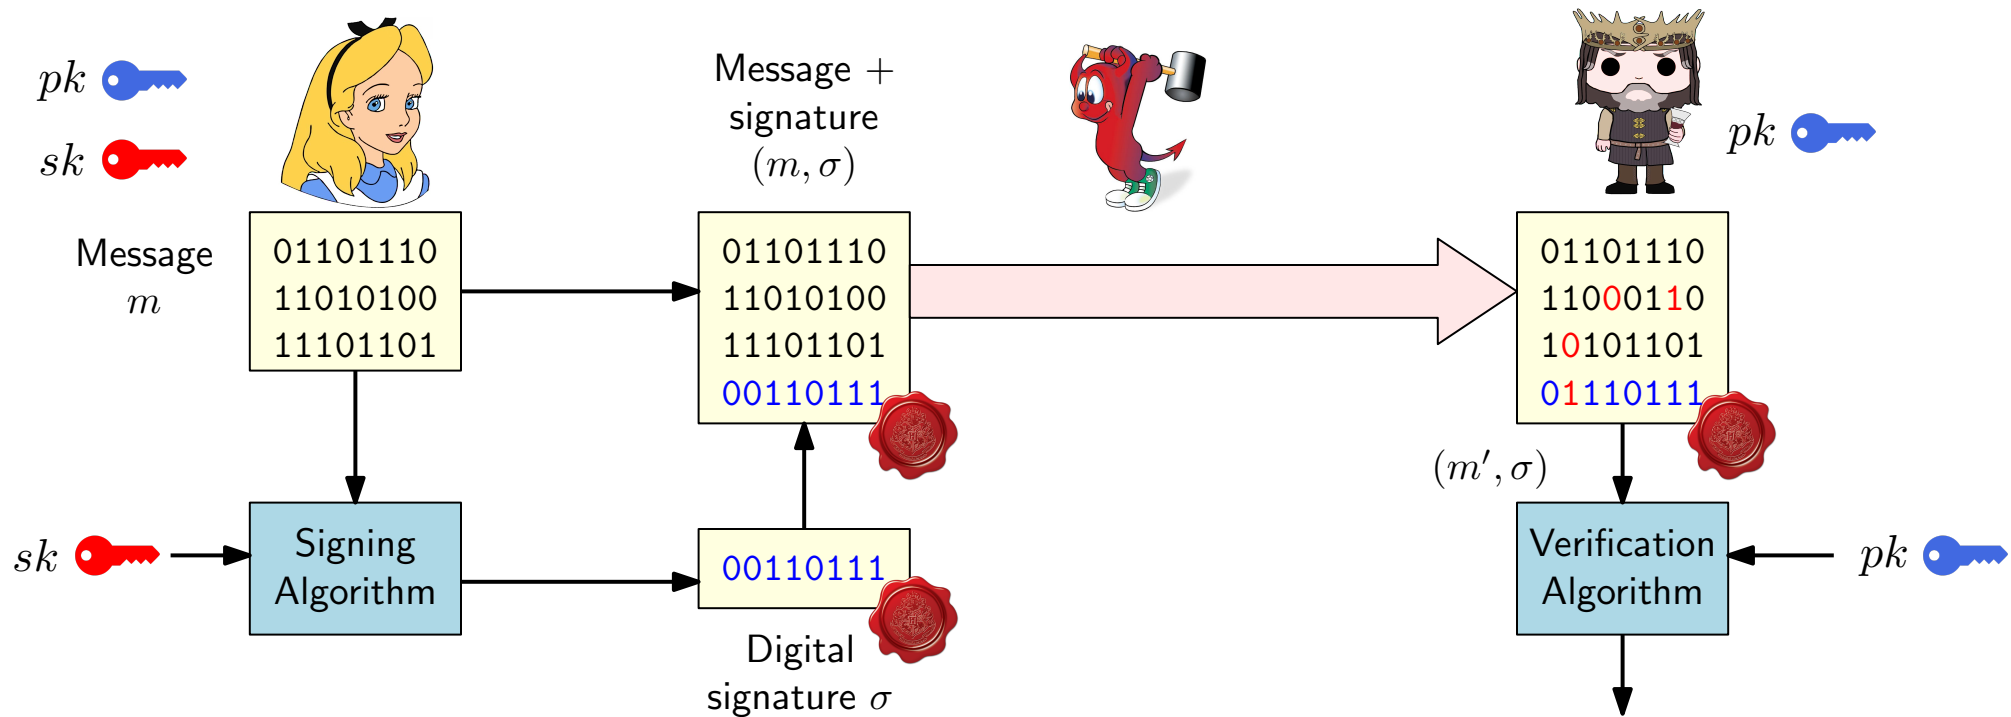 pk
sk
Message
m
01101110
11010100
11101101
sk
Signing
Algorithm
Message +
signature
(m, σ)
01101110
11010100
11101101
00110111
00110111
Digital
signature σ
pk
01101110
11000110
10101101
01110111
(m′, σ)
Verification
Algorithm
pk